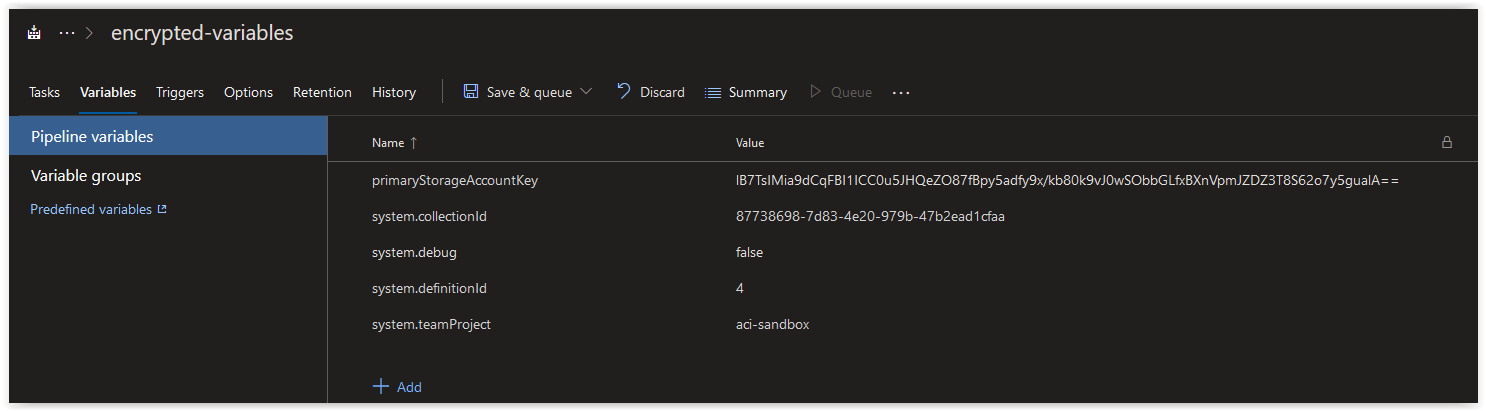 ··· > encrypted-variables
Tasks Variables Triggers Options Retention History Save & queue Discard Summary Queue ···
Pipeline variables
Variable groups
Predefined variables
Name ↑ Value
primaryStorageAccountKey lB7TsIMia9dCqFBI1ICC0u5JHQeZO87fBpy5adfy9x/kb80k9vJ0wSObbGLfxBXnVpmJZDZ3T8S62o7y5gualA==
system.collectionId 87738698-7d83-4e20-979b-47b2ead1cfaa
system.debug false
system.definitionId 4
system.teamProject aci-sandbox
+ Add